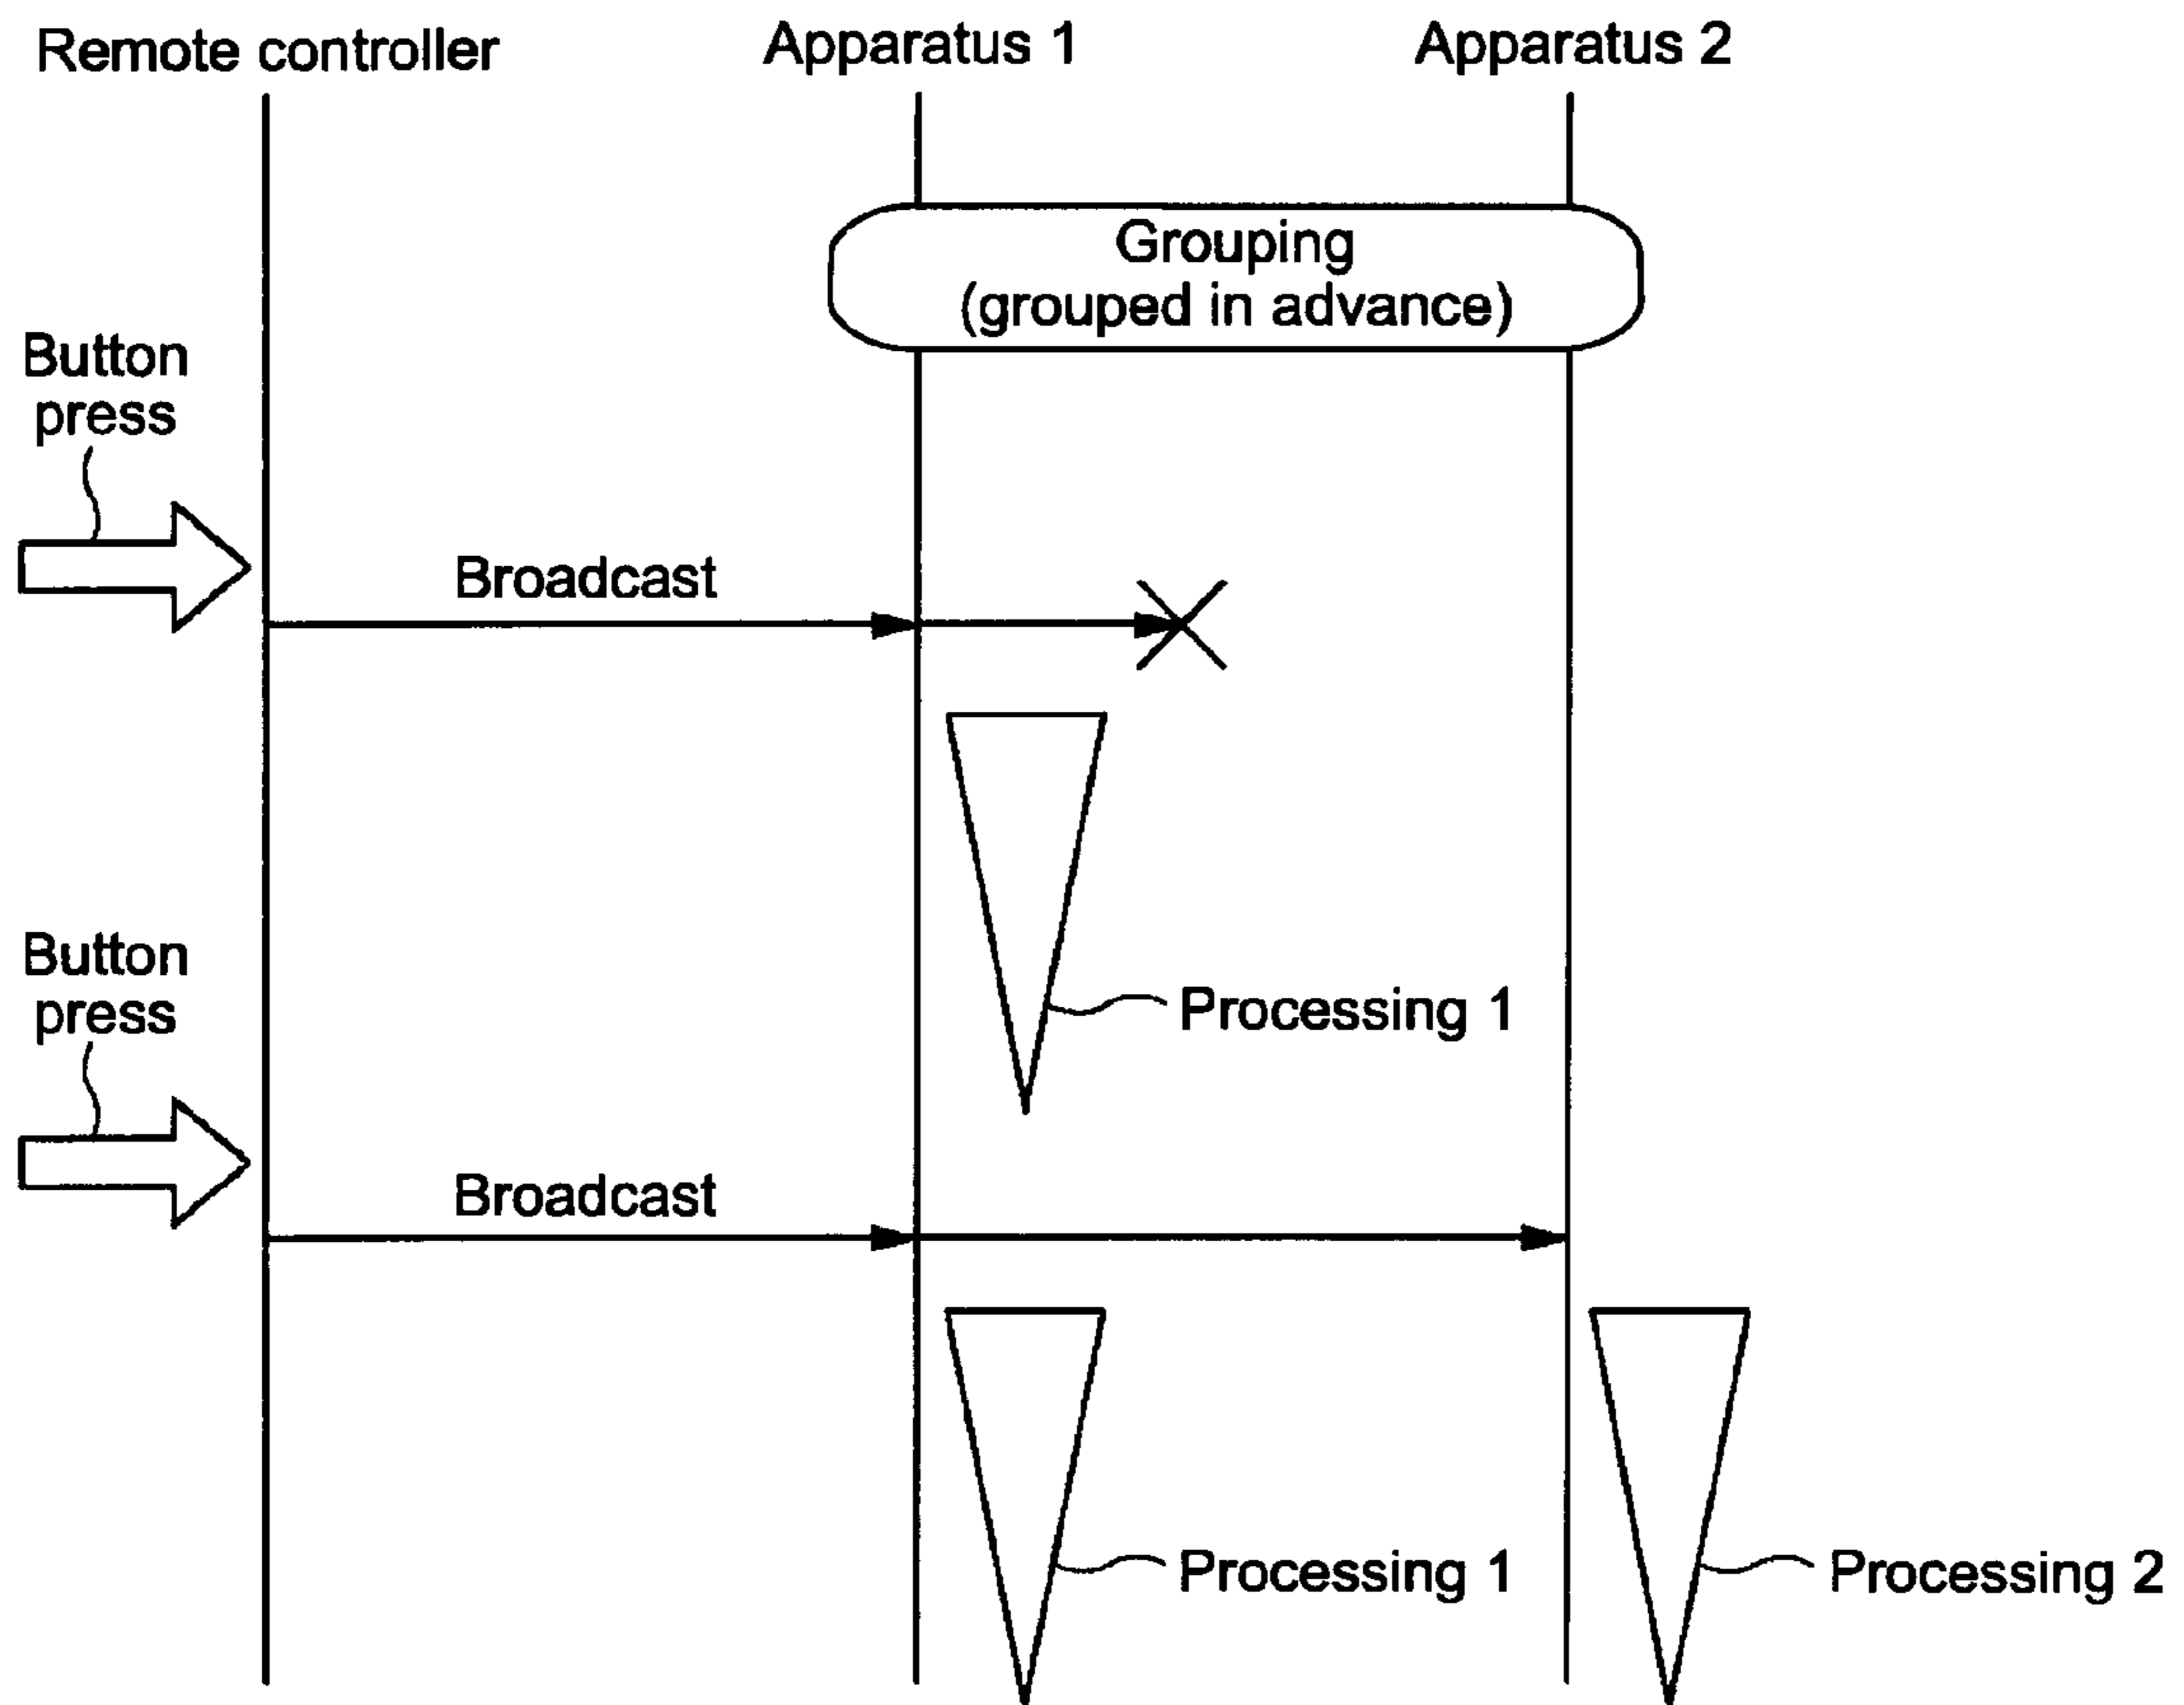 Remote controller
Apparatus 1
Apparatus 2
Grouping
(grouped in advance)
Button
press
Broadcast
Processing 1
Button
press
Broadcast
Processing 1
Processing 2